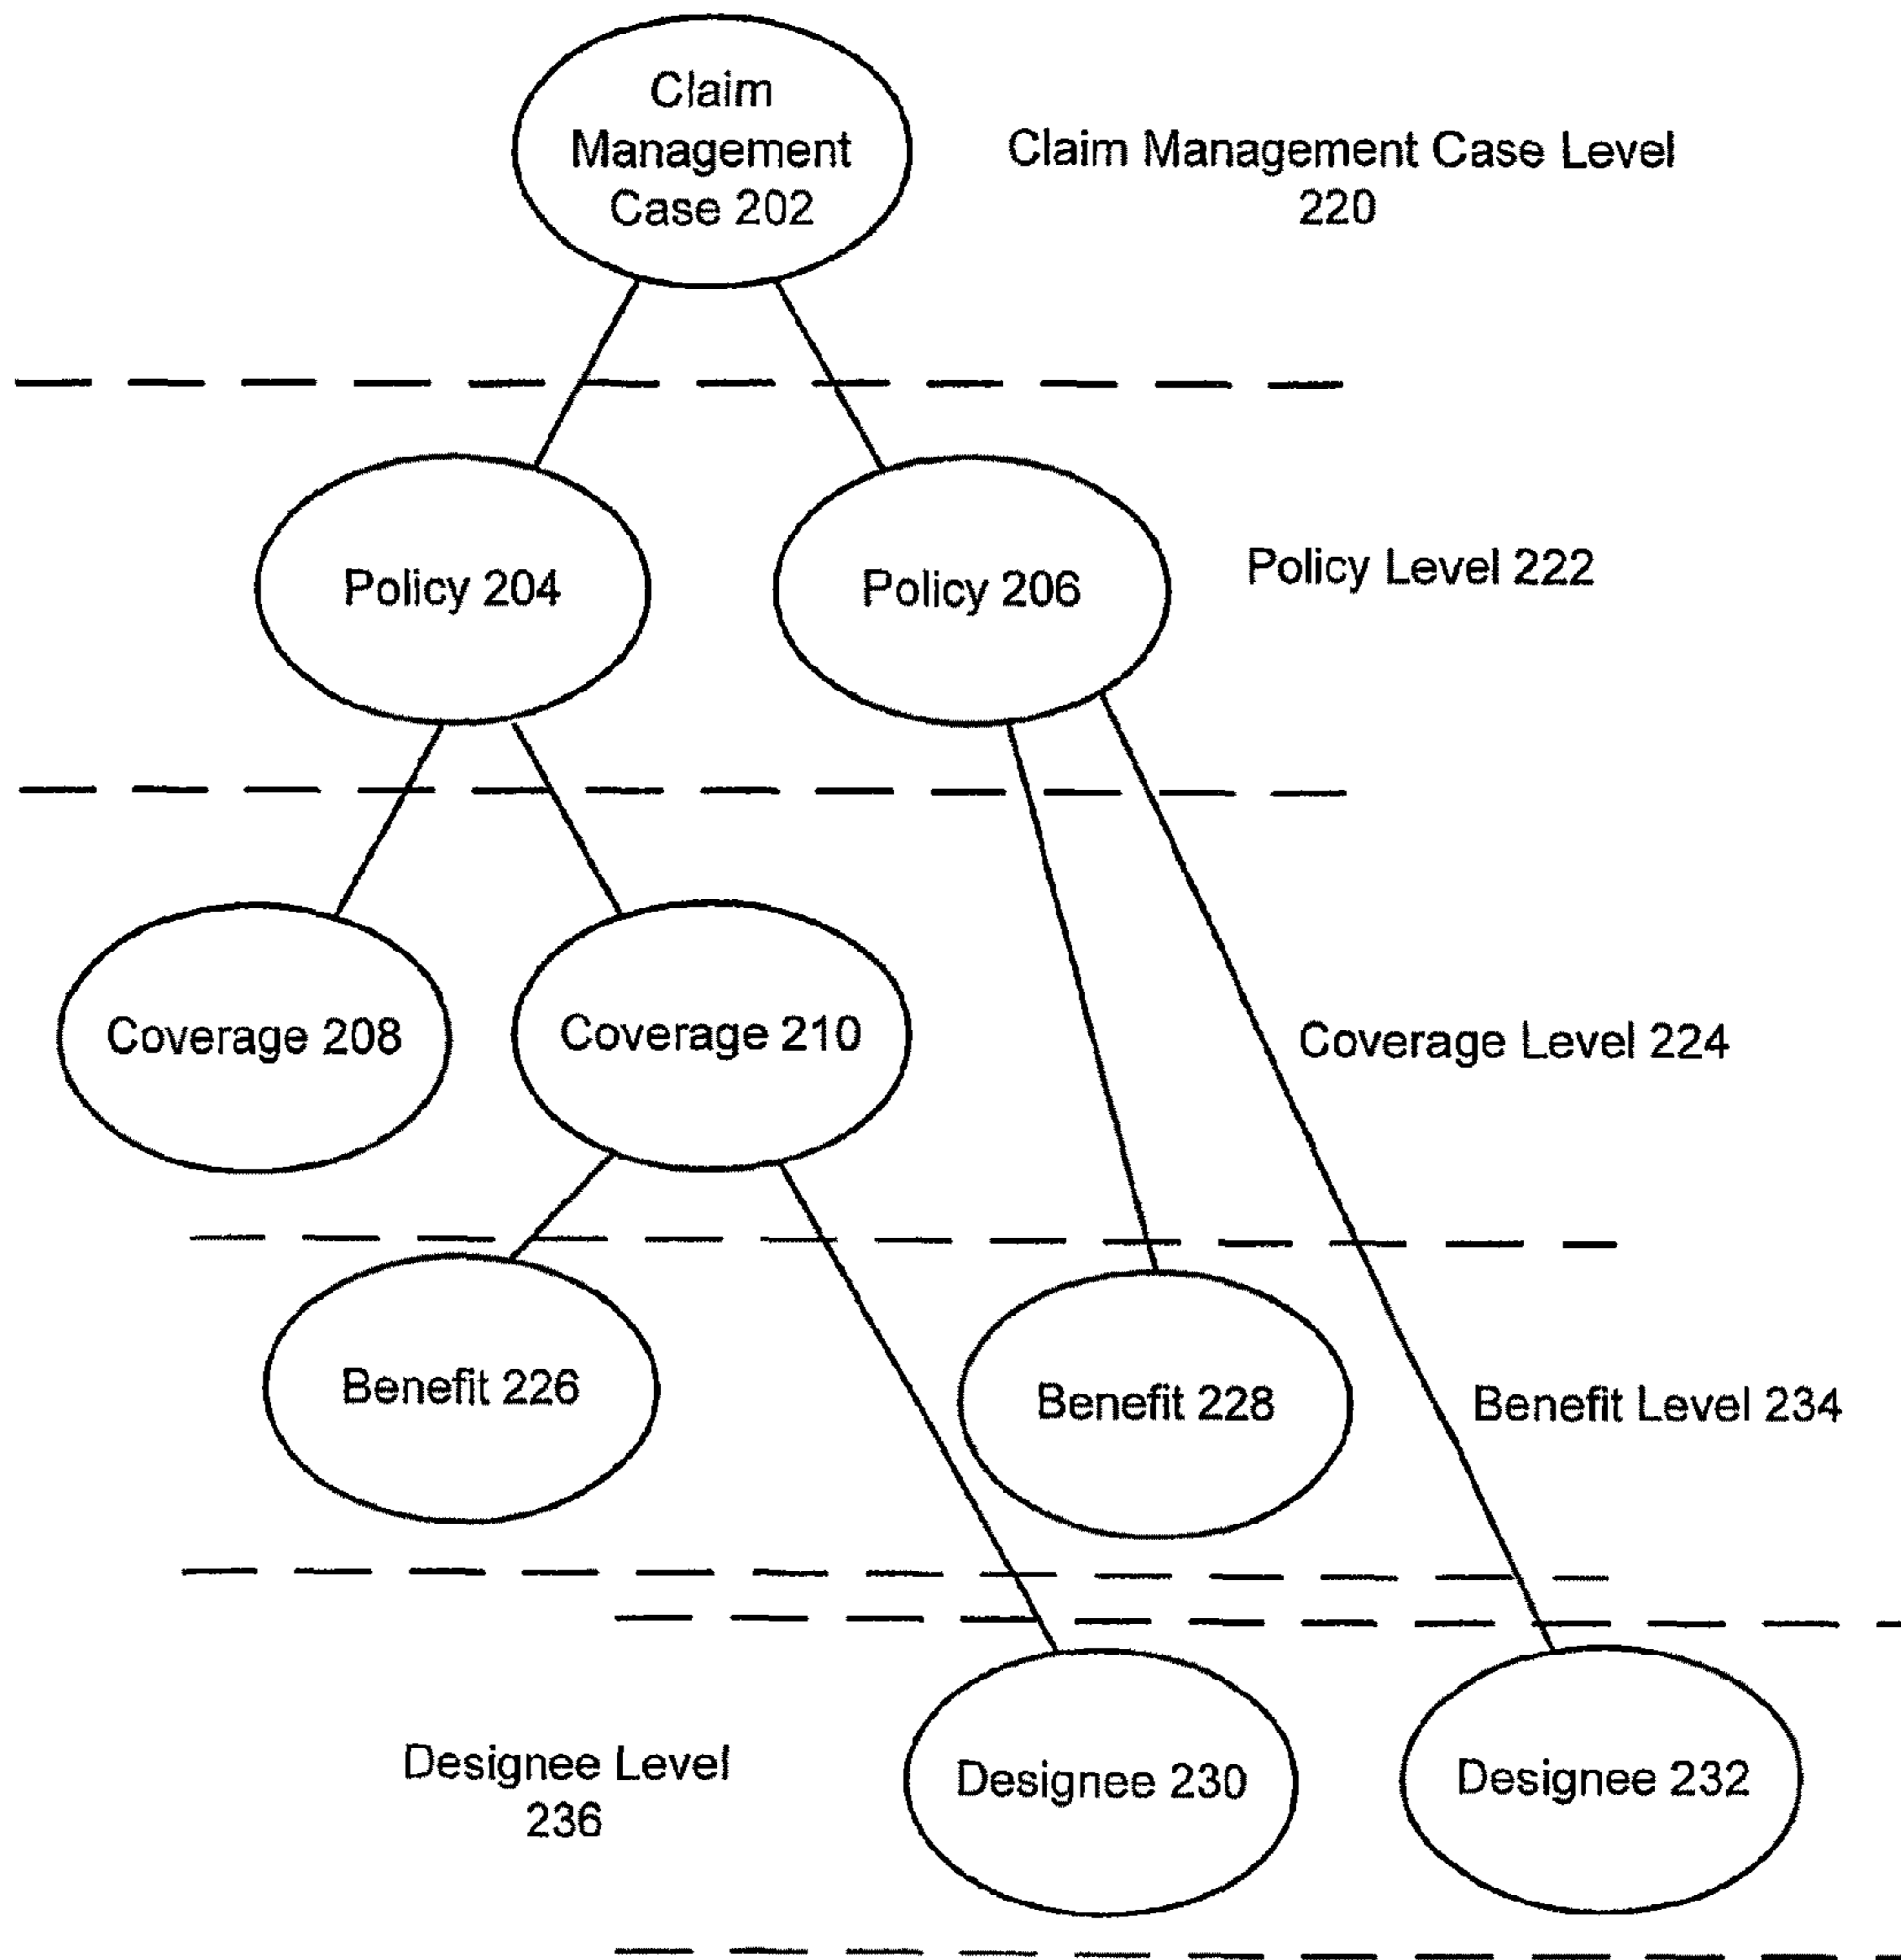 Claim
Management
Case 202
Claim Management Case Level
220
Policy 204
Policy 206
Policy Level 222
Coverage 208
Coverage 210
Coverage Level 224
Benefit 226
Benefit 228
Benefit Level 234
Designee Level
236
Designee 230
Designee 232